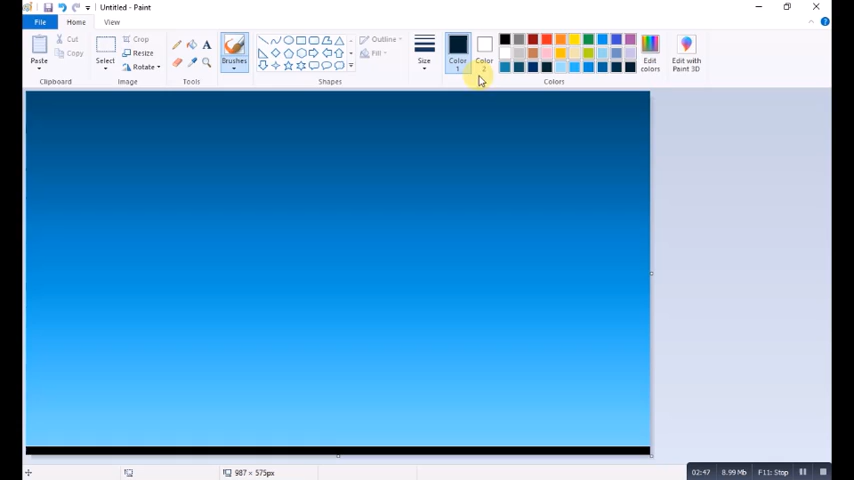 Untitled - Paint
File Home View
Paste
Cut
Copy
Clipboard
Select
Crop
Resize
Rotate
Image
A
Tools
Brushes
Outline
Fill
Shapes
Size
Color 1
Color 2
Edit colors
Colors
Edit with Paint 3D
987 × 575px
02:47 8.99 Mb F11: Stop